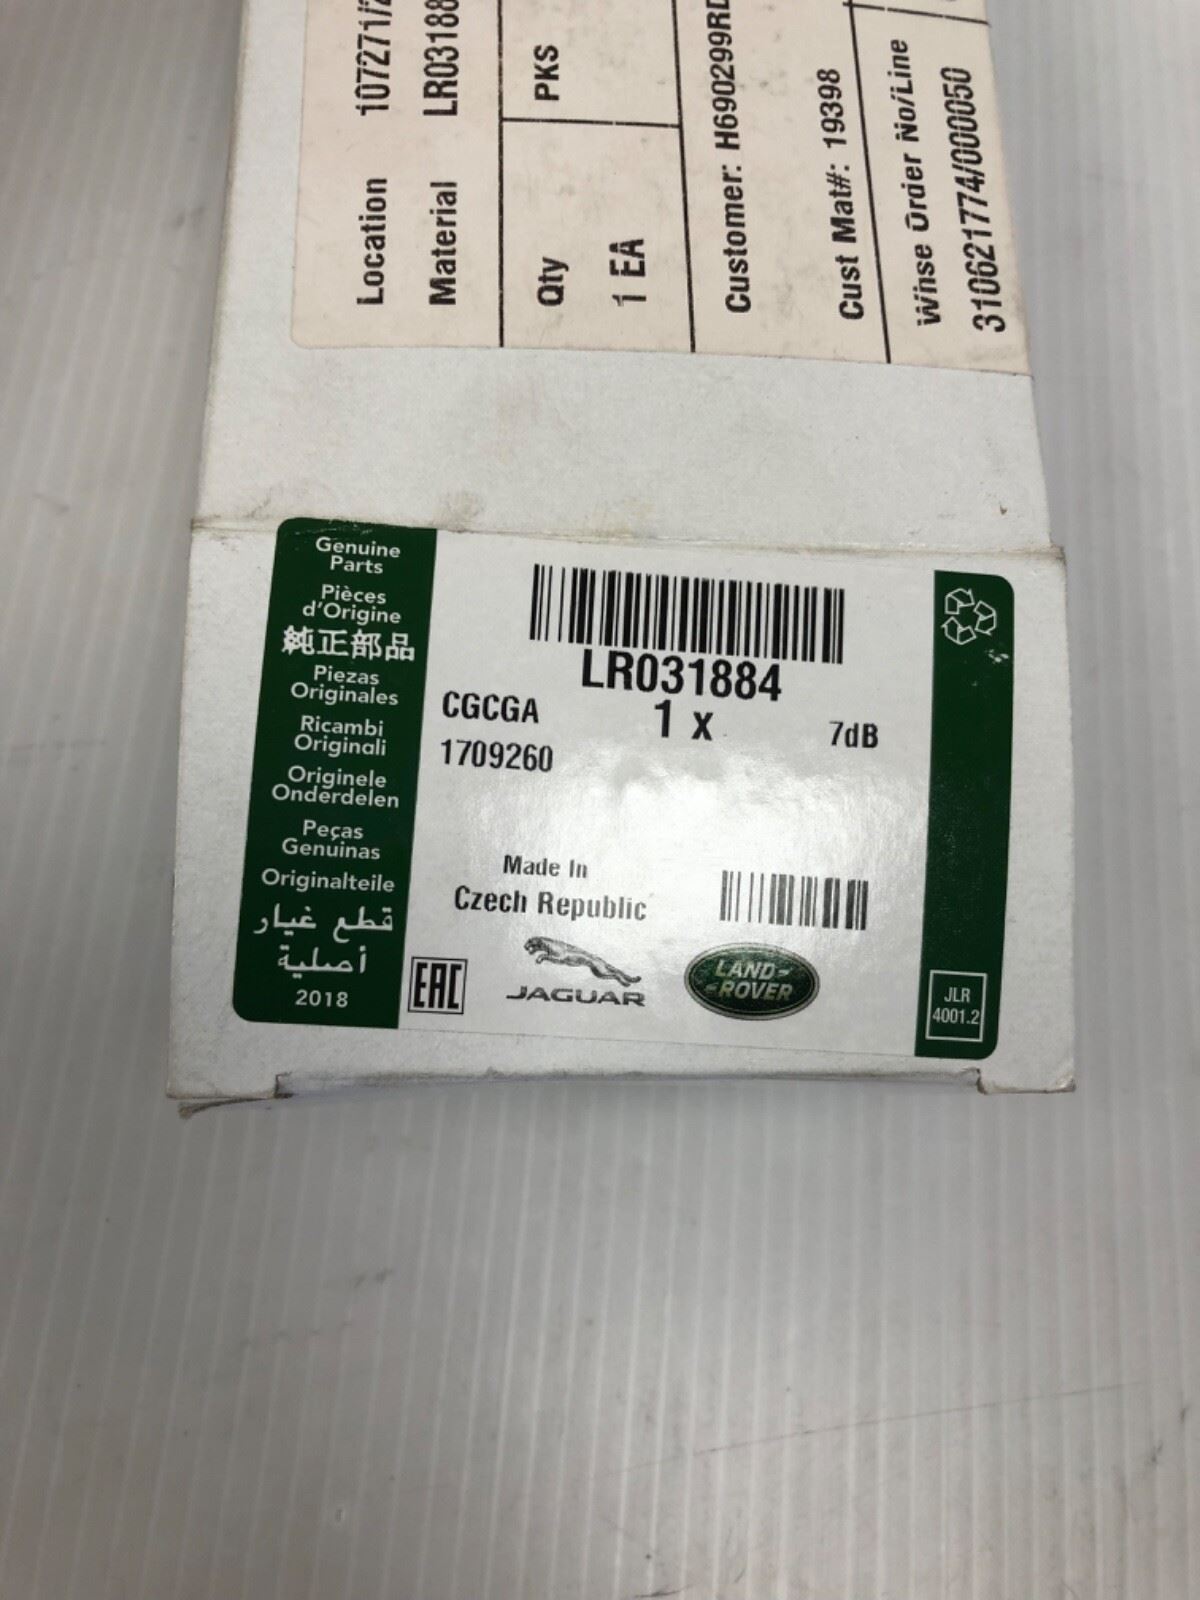 Location 107271/
Material LR03188
Qty PKS
1 EA
Customer: H690299RD
Cust Mat#: 19398
Whse Order No/Line
310621774/000050
Genuine
Parts
Pièces
d'Origine
純正部品
Piezas
Originales
Ricambi
Originali
Originele
Onderdelen
Peças
Genuinas
Originalteile
قطع غيار
أصلية
2018
LR031884
CGCGA 1 x 7dB
1709260
Made In
Czech Republic
EAC
JAGUAR
LAND-
-ROVER
JLR
4001.2